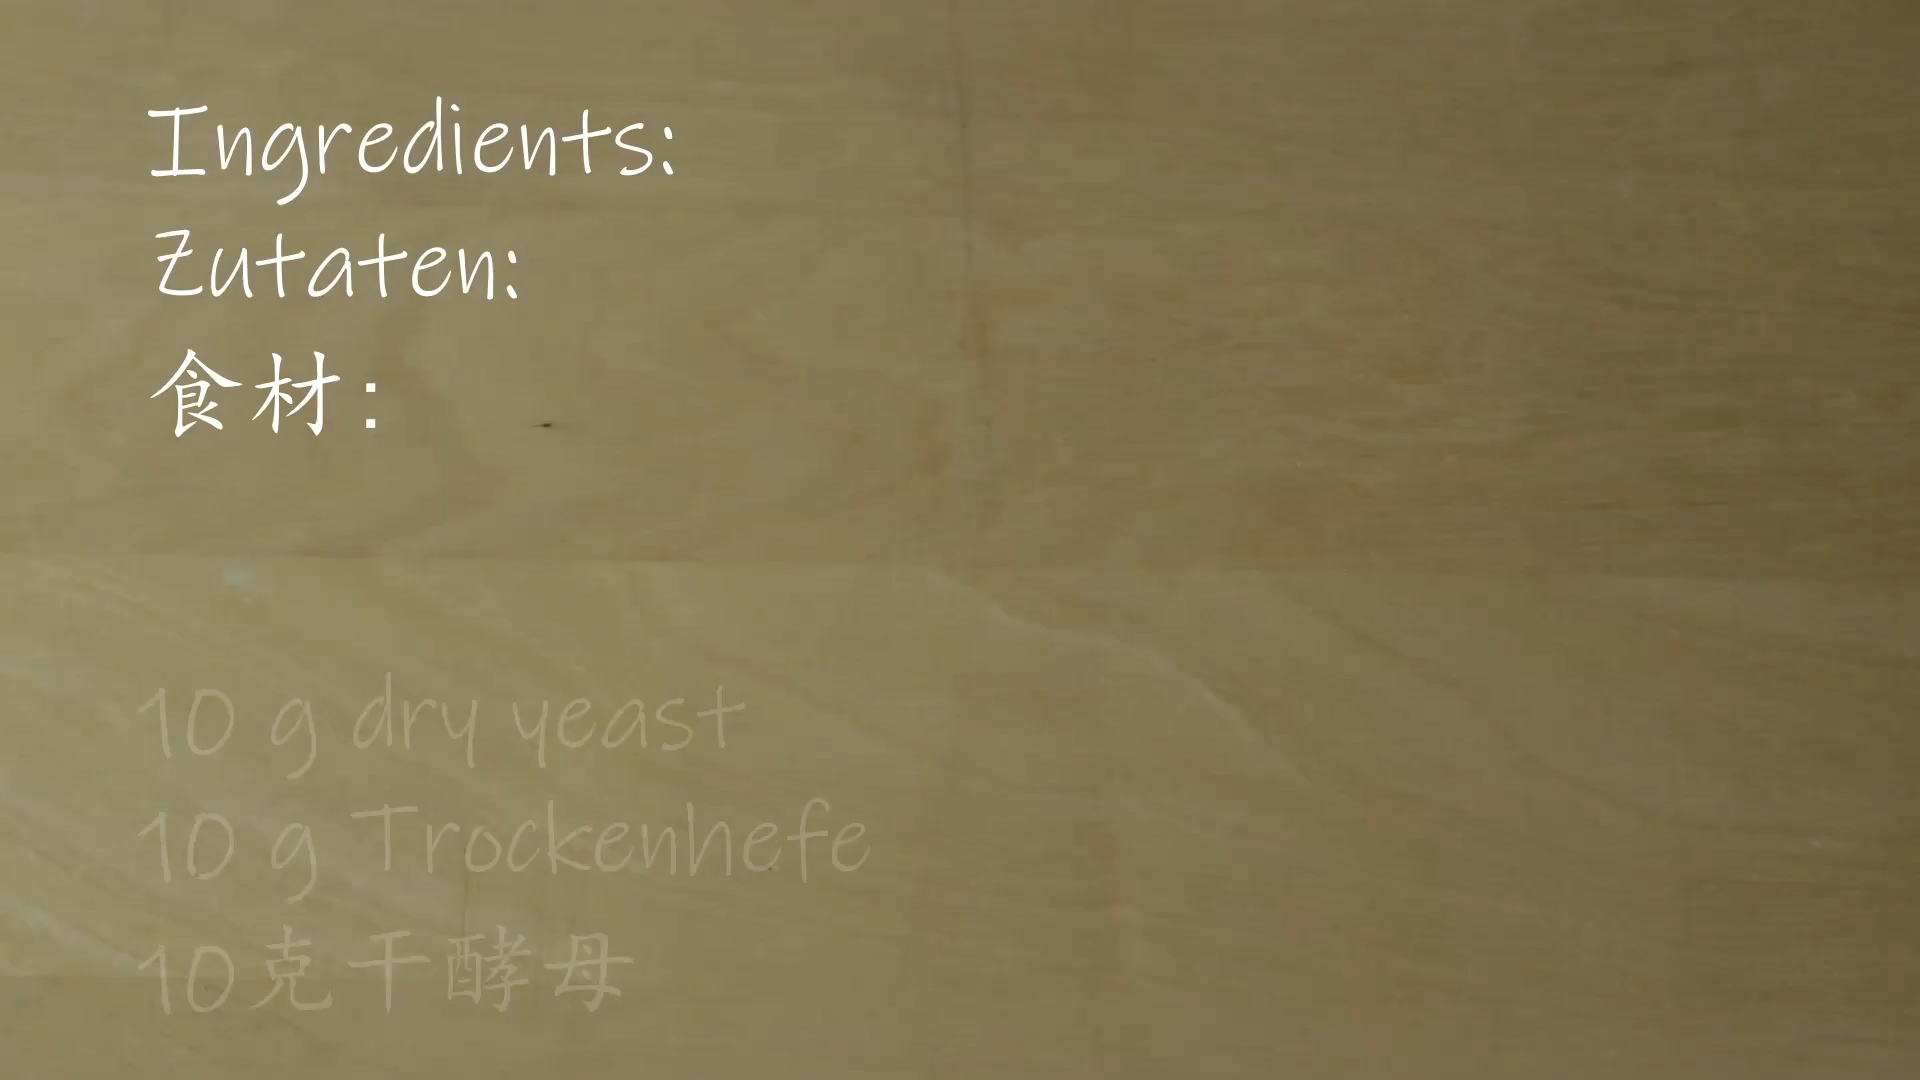 Ingredients:
Zutaten:
食材：
10 g dry yeast
10 g Trockenhefe
10克干酵母